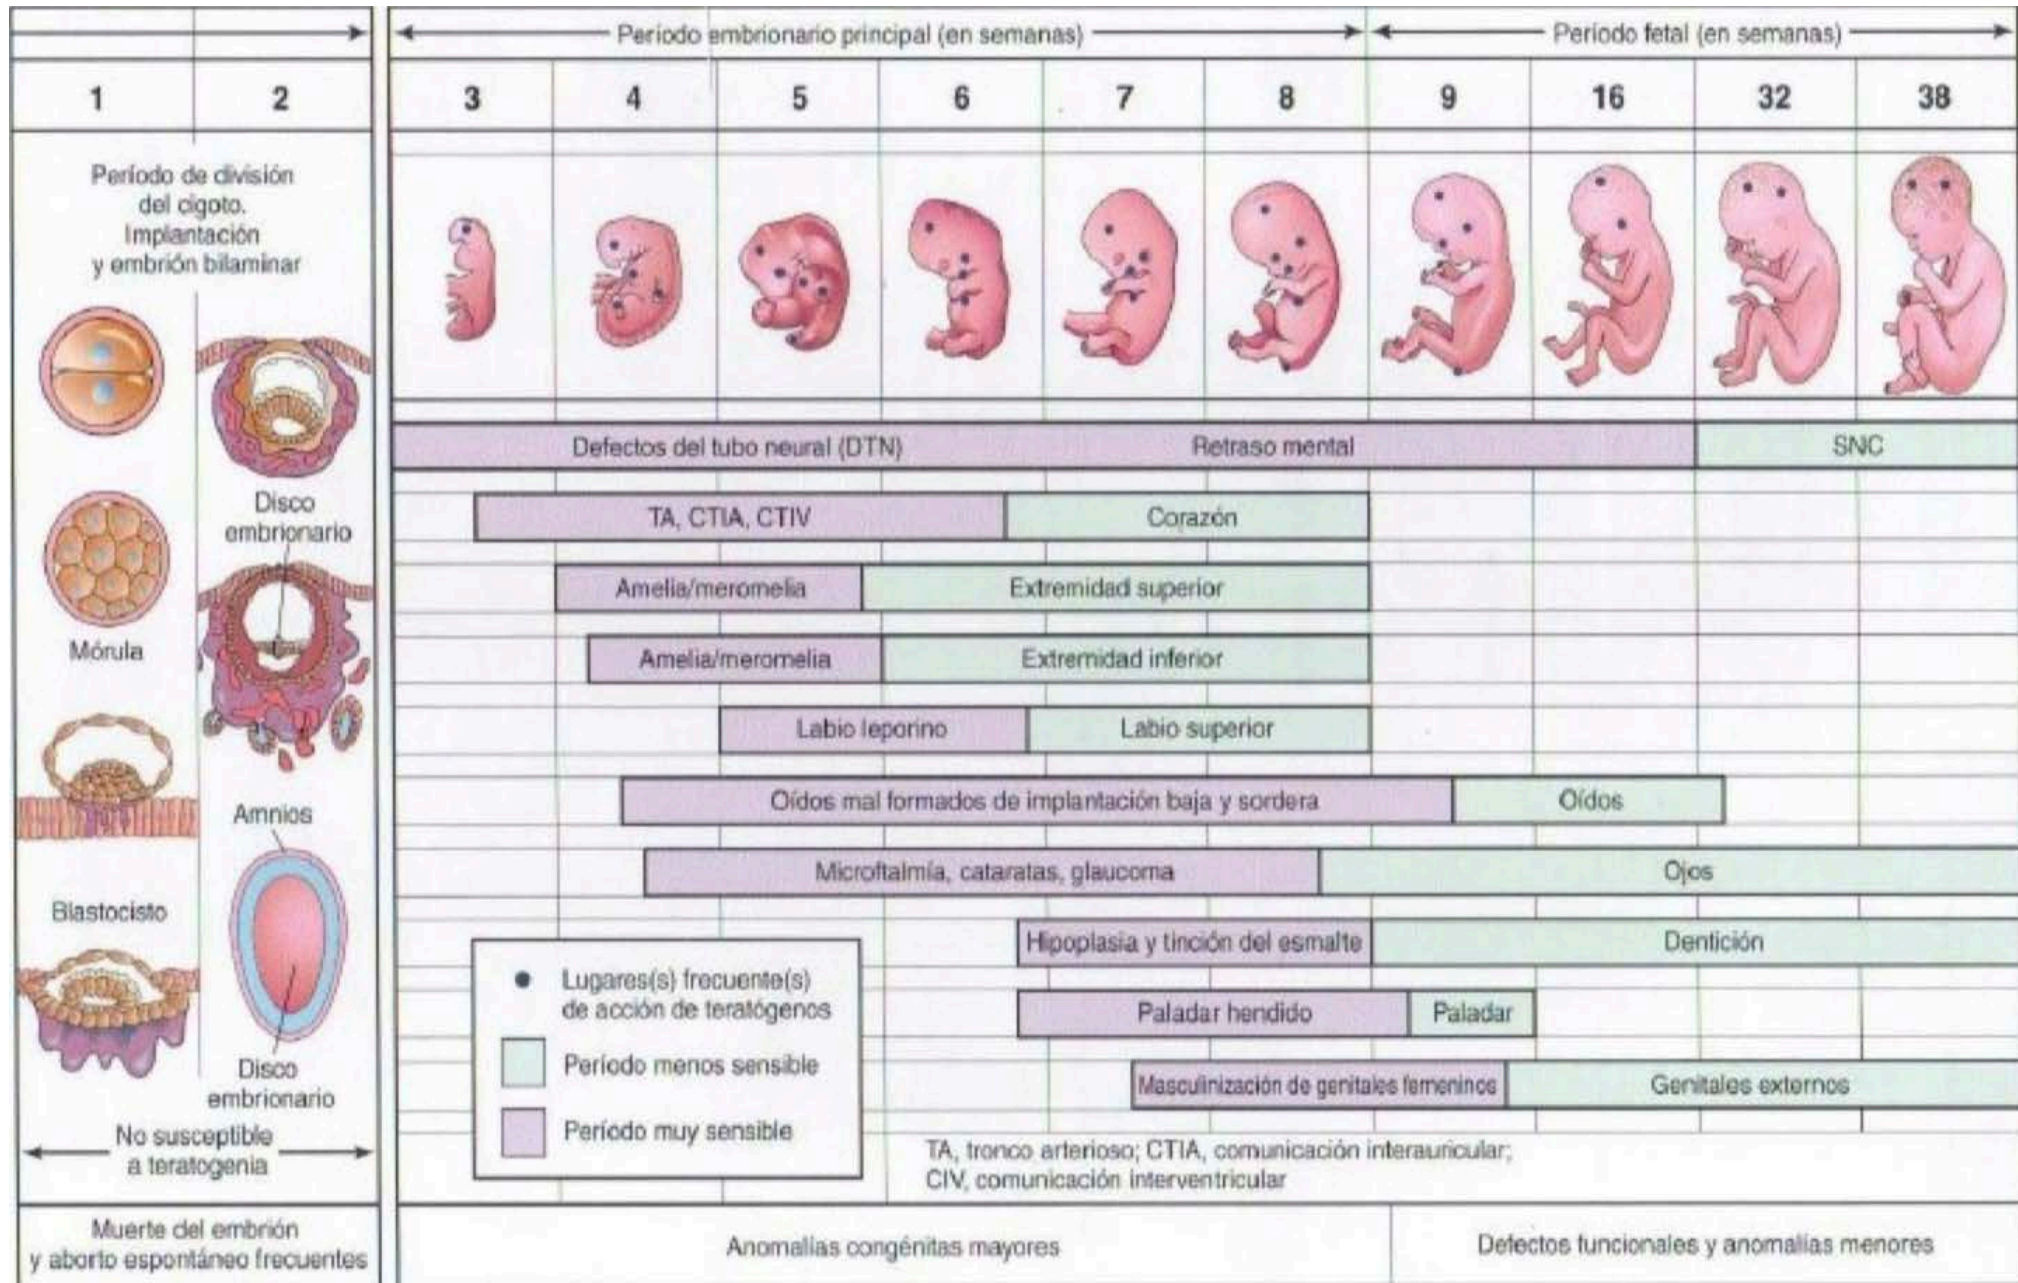 Período embrionario principal (en semanas)
Período fetal (en semanas)
1
2
3
4
5
6
7
8
9
16
32
38
Período de división
del cigoto.
Implantación
y embrión bilaminar
Disco
embrionario
Mórula
Amnios
Blastocisto
Disco
embrionario
No susceptible
a teratogenia
Muerte del embrión
y aborto espontáneo frecuentes
Defectos del tubo neural (DTN)
Retraso mental
SNC
TA, CTIA, CTIV
Corazón
Amelia/meromelia
Extremidad superior
Amelia/meromelia
Extremidad inferior
Labio leporino
Labio superior
Oídos mal formados de implantación baja y sordera
Oídos
Microftalmía, cataratas, glaucoma
Ojos
Hipoplasia y tinción del esmalte
Dentición
Paladar hendido
Paladar
Masculinización de genitales femeninos
Genitales externos
Lugares(s) frecuente(s)
de acción de teratógenos
Período menos sensible
Período muy sensible
TA, tronco arterioso; CTIA, comunicación interauricular;
CIV, comunicación interventricular
Anomalías congénitas mayores
Defectos funcionales y anomalías menores